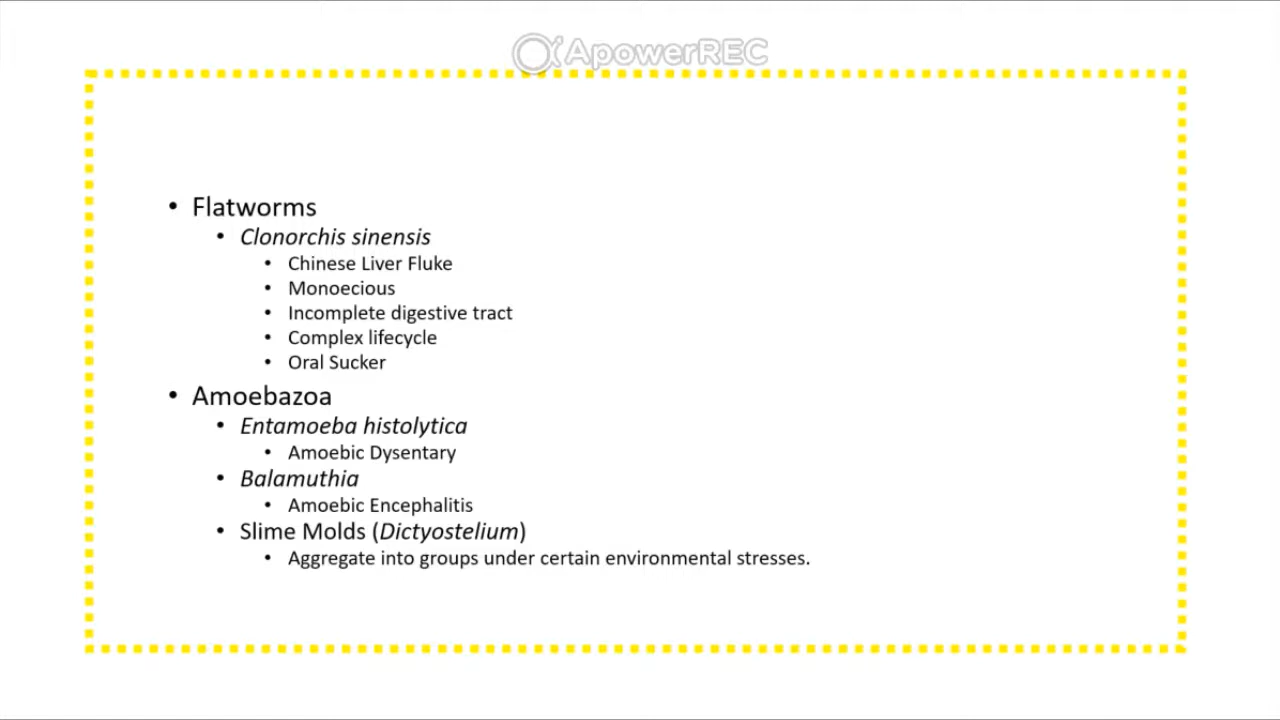 ApowerREC
• Flatworms
• Clonorchis sinensis
• Chinese Liver Fluke
• Monoecious
• Incomplete digestive tract
• Complex lifecycle
• Oral Sucker
• Amoebazoa
• Entamoeba histolytica
• Amoebic Dysentary
• Balamuthia
• Amoebic Encephalitis
• Slime Molds (Dictyostelium)
• Aggregate into groups under certain environmental stresses.